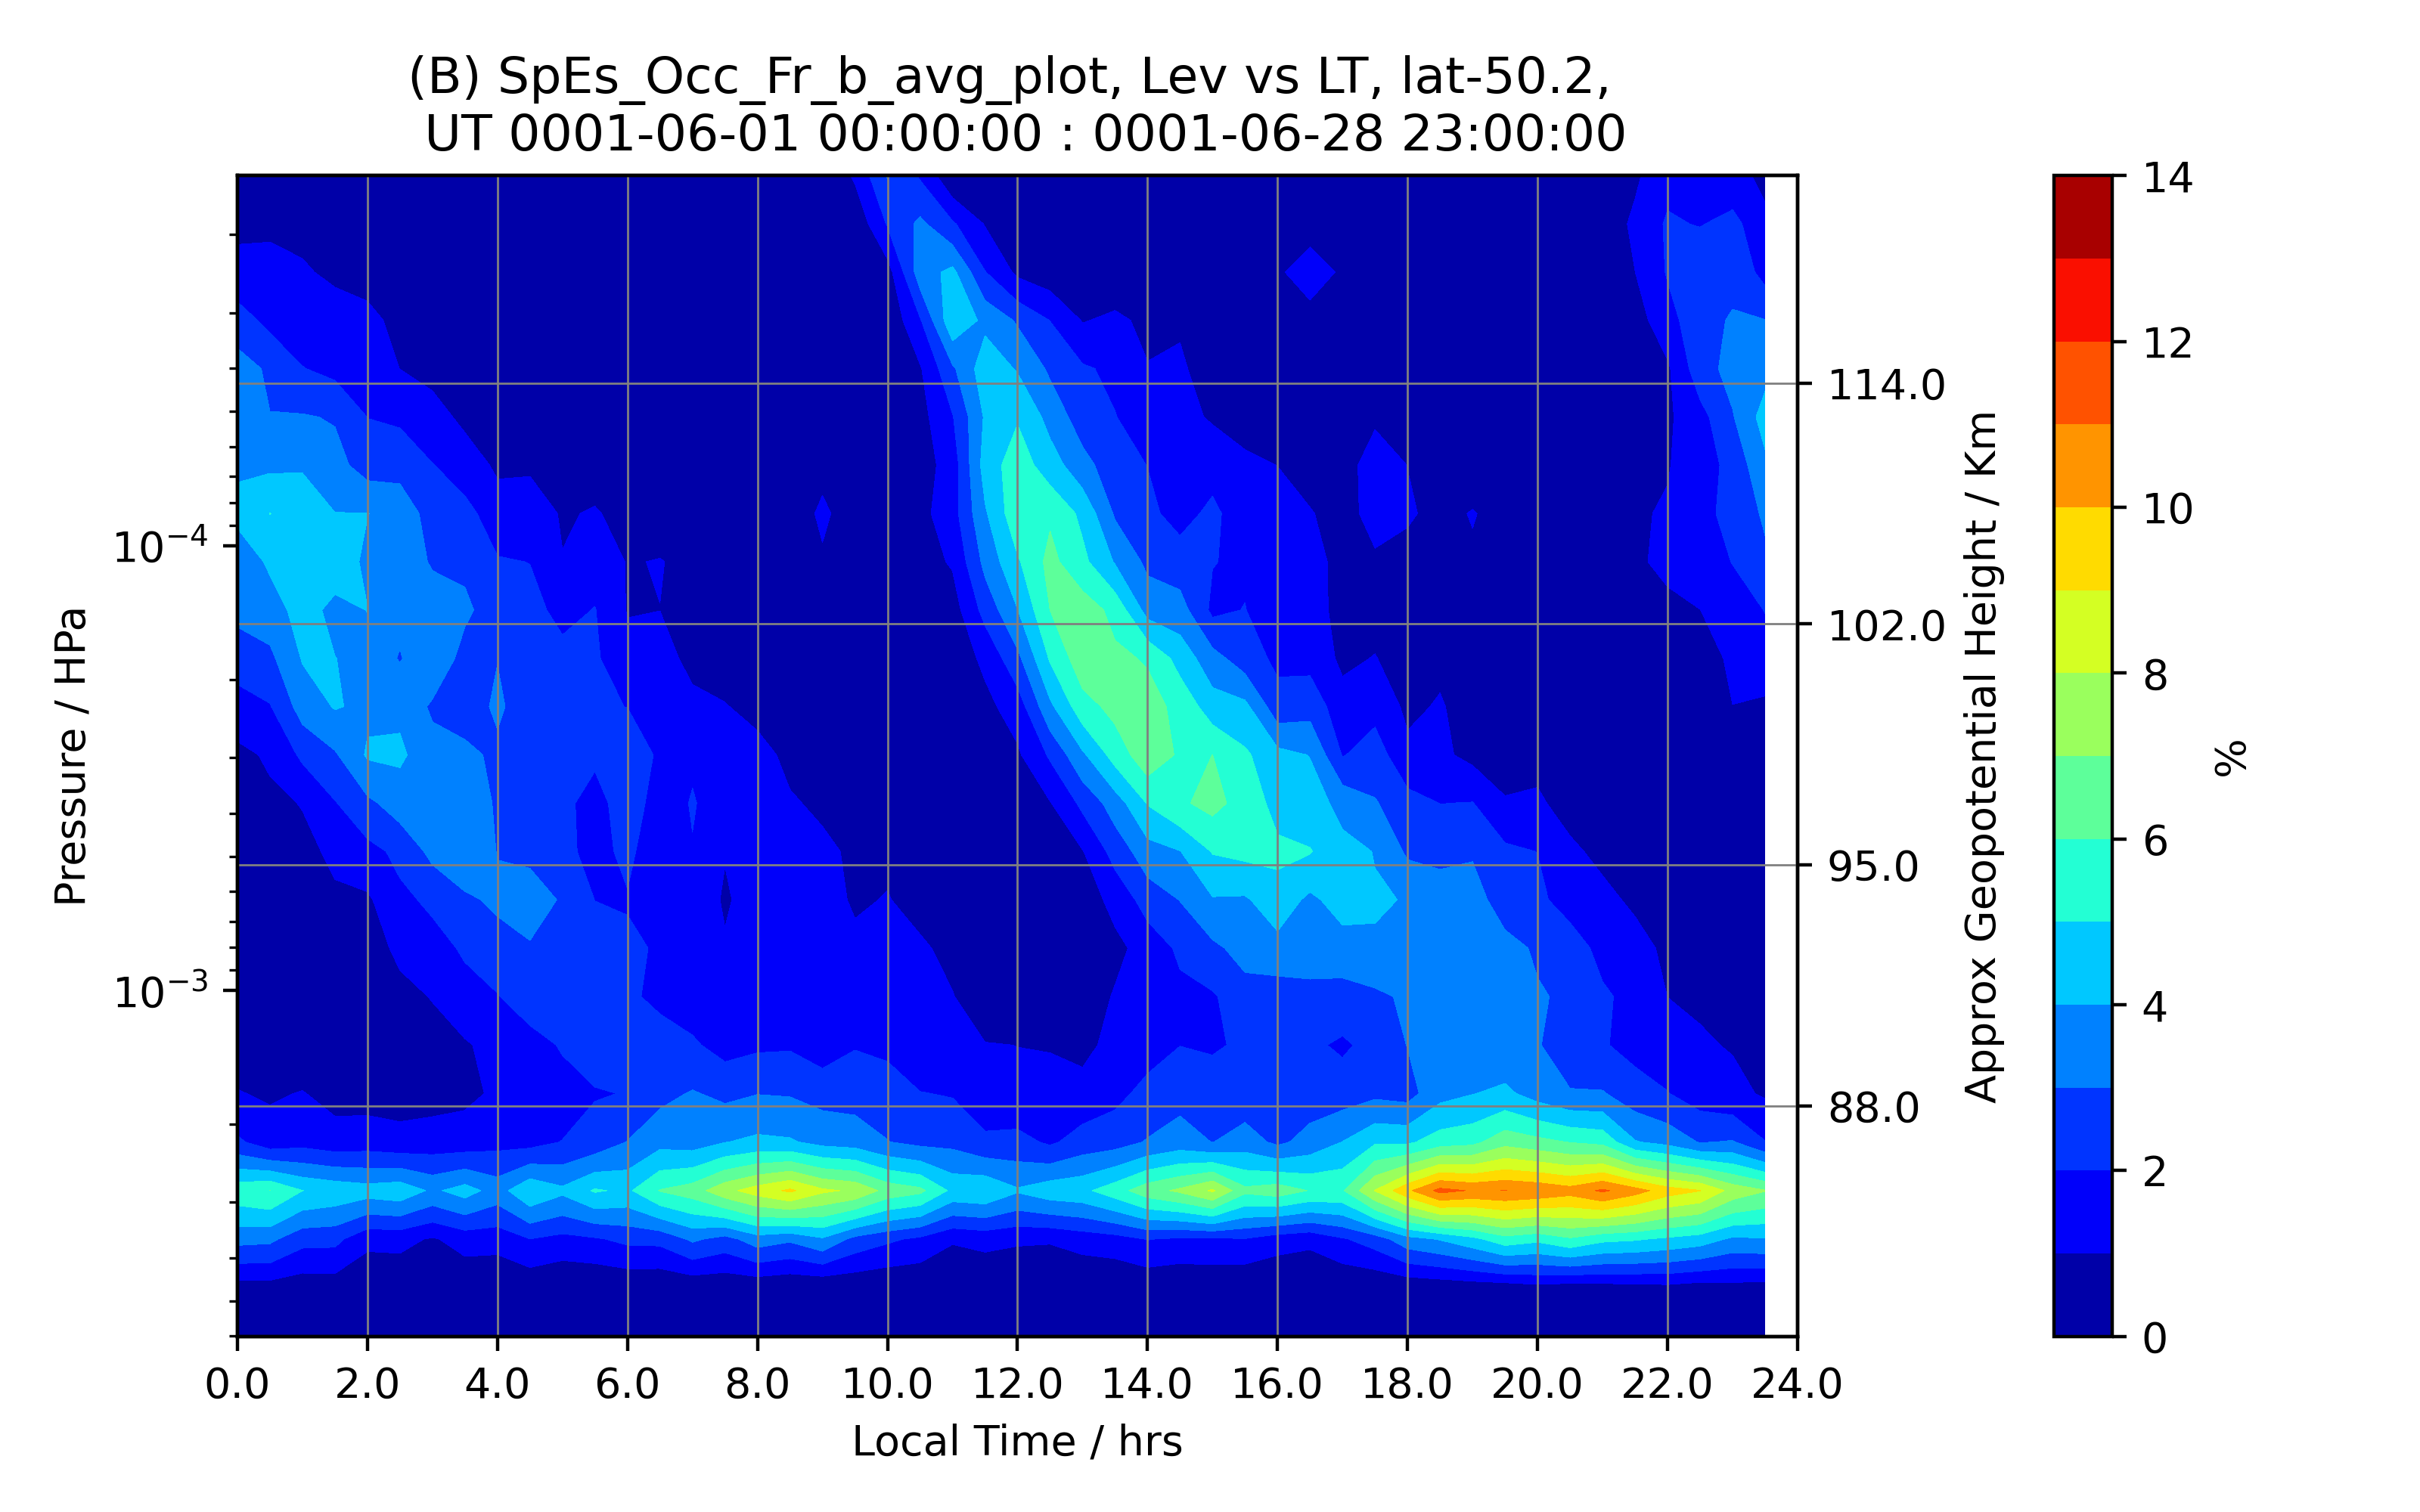 (B) SpEs_Occ_Fr_b_avg_plot, Lev vs LT, lat-50.2,
UT 0001-06-01 00:00:00 : 0001-06-28 23:00:00
Pressure / HPa
10⁻⁴
10⁻³
0.0 2.0 4.0 6.0 8.0 10.0 12.0 14.0 16.0 18.0 20.0 22.0 24.0
Local Time / hrs
114.0
102.0
95.0
88.0
Approx Geopotential Height / Km
14
12
10
8
6
4
2
0
%